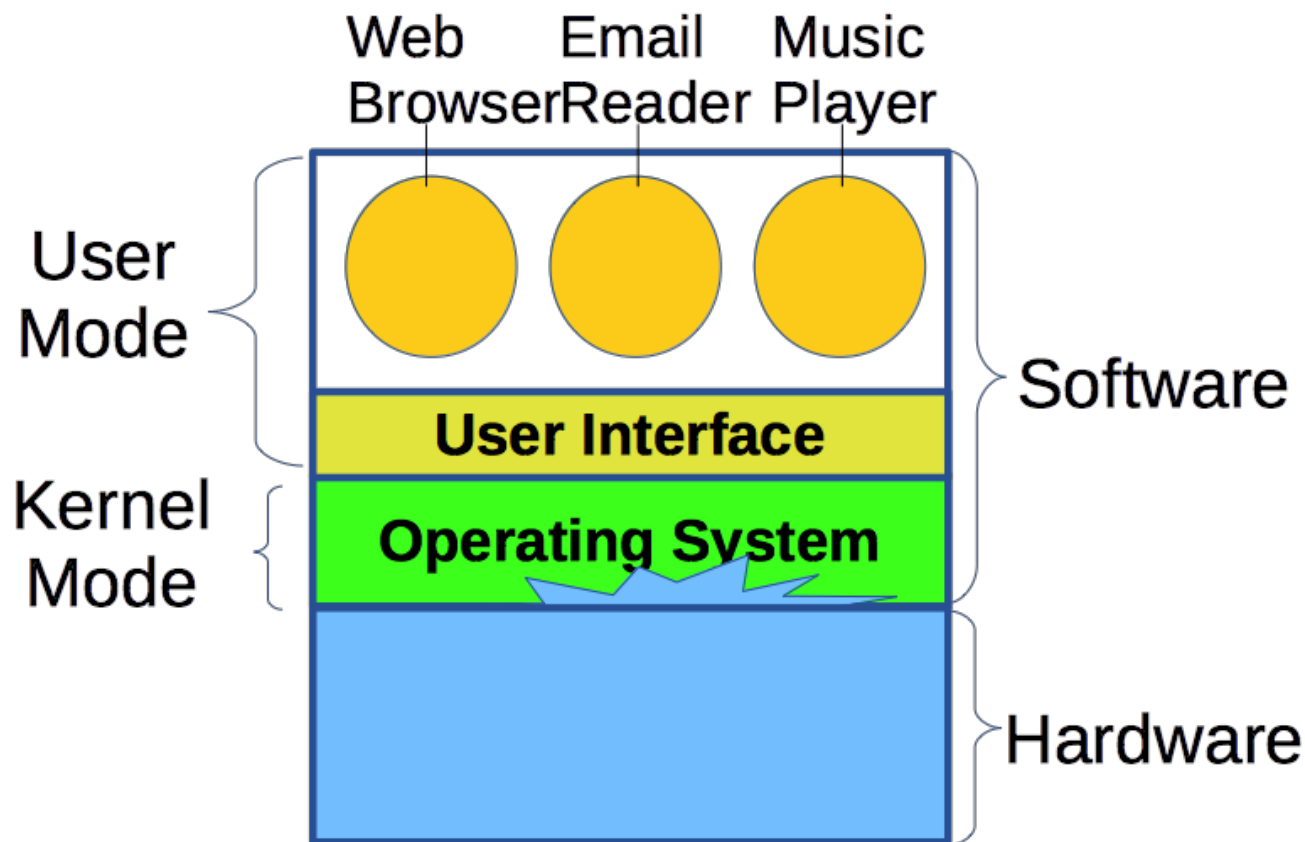 Web Browser
Email Reader
Music Player
User Mode
Software
User Interface
Kernel Mode
Operating System
Hardware